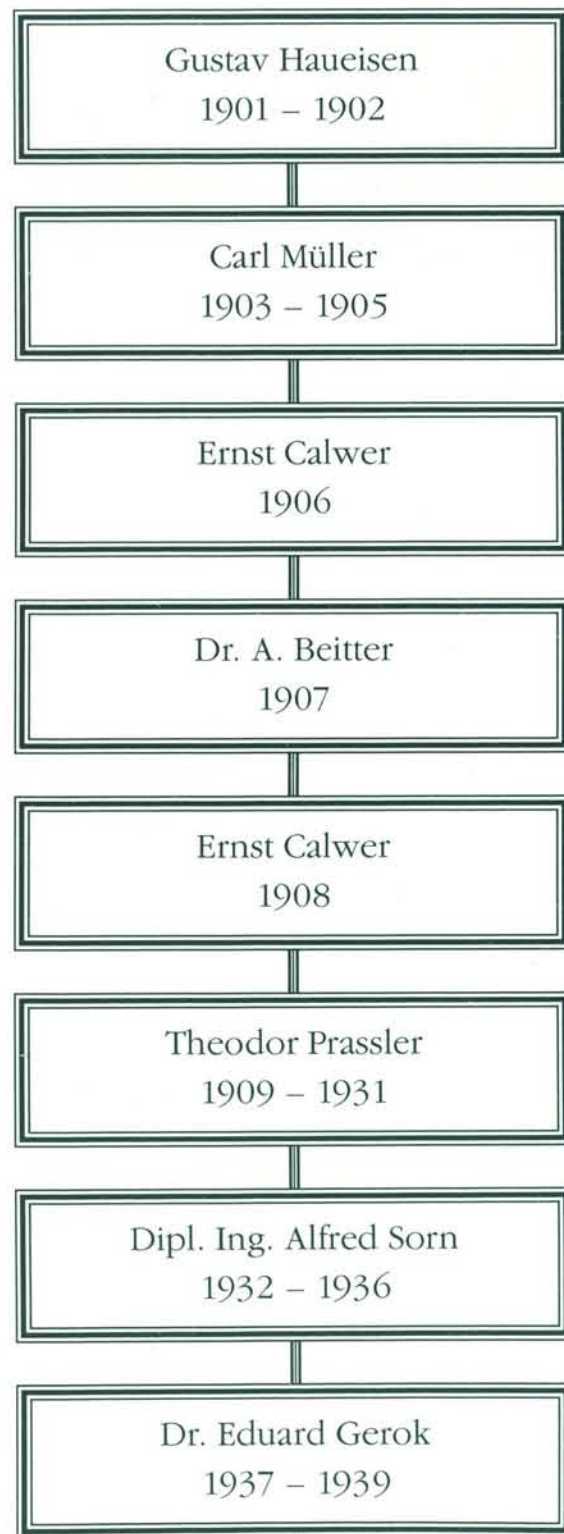 Gustav Haueisen
1901 – 1902
Carl Müller
1903 – 1905
Ernst Calwer
1906
Dr. A. Beitter
1907
Ernst Calwer
1908
Theodor Prassler
1909 – 1931
Dipl. Ing. Alfred Sorn
1932 – 1936
Dr. Eduard Gerok
1937 – 1939